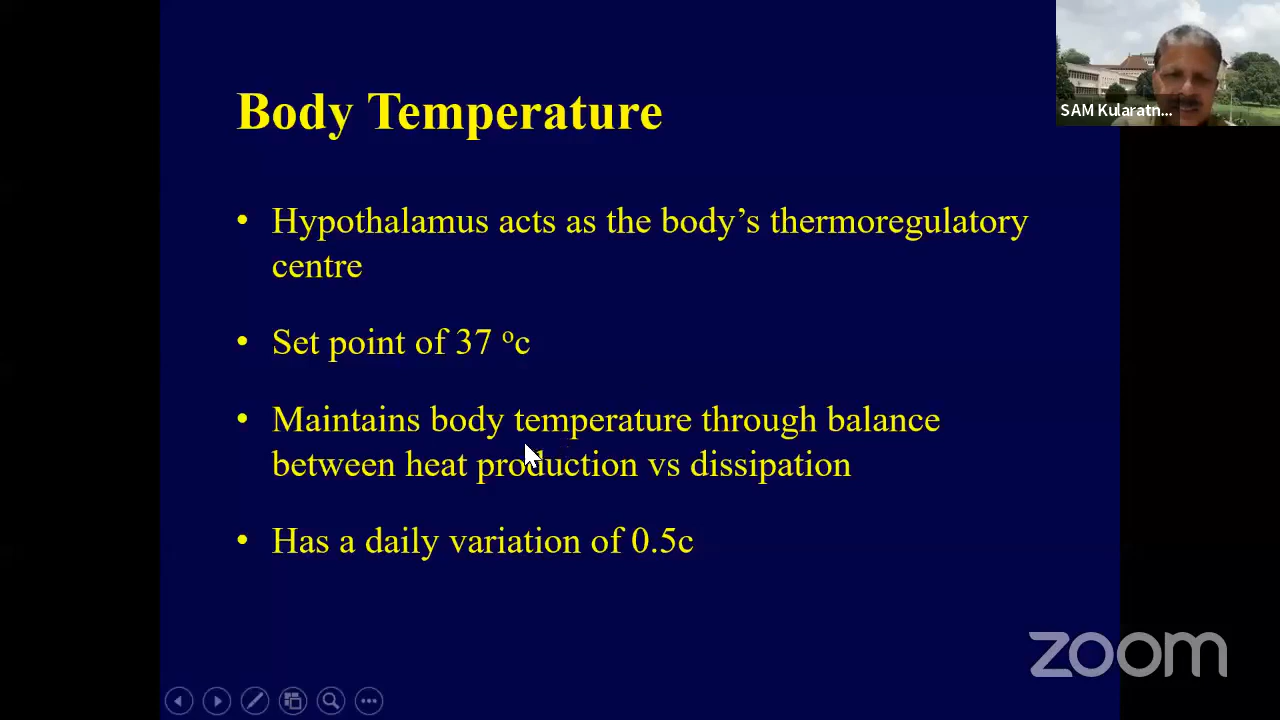 Body Temperature
SAM Kularatn...
• Hypothalamus acts as the body’s thermoregulatory
centre
• Set point of 37 ºc
• Maintains body temperature through balance
between heat production vs dissipation
• Has a daily variation of 0.5c
zoom